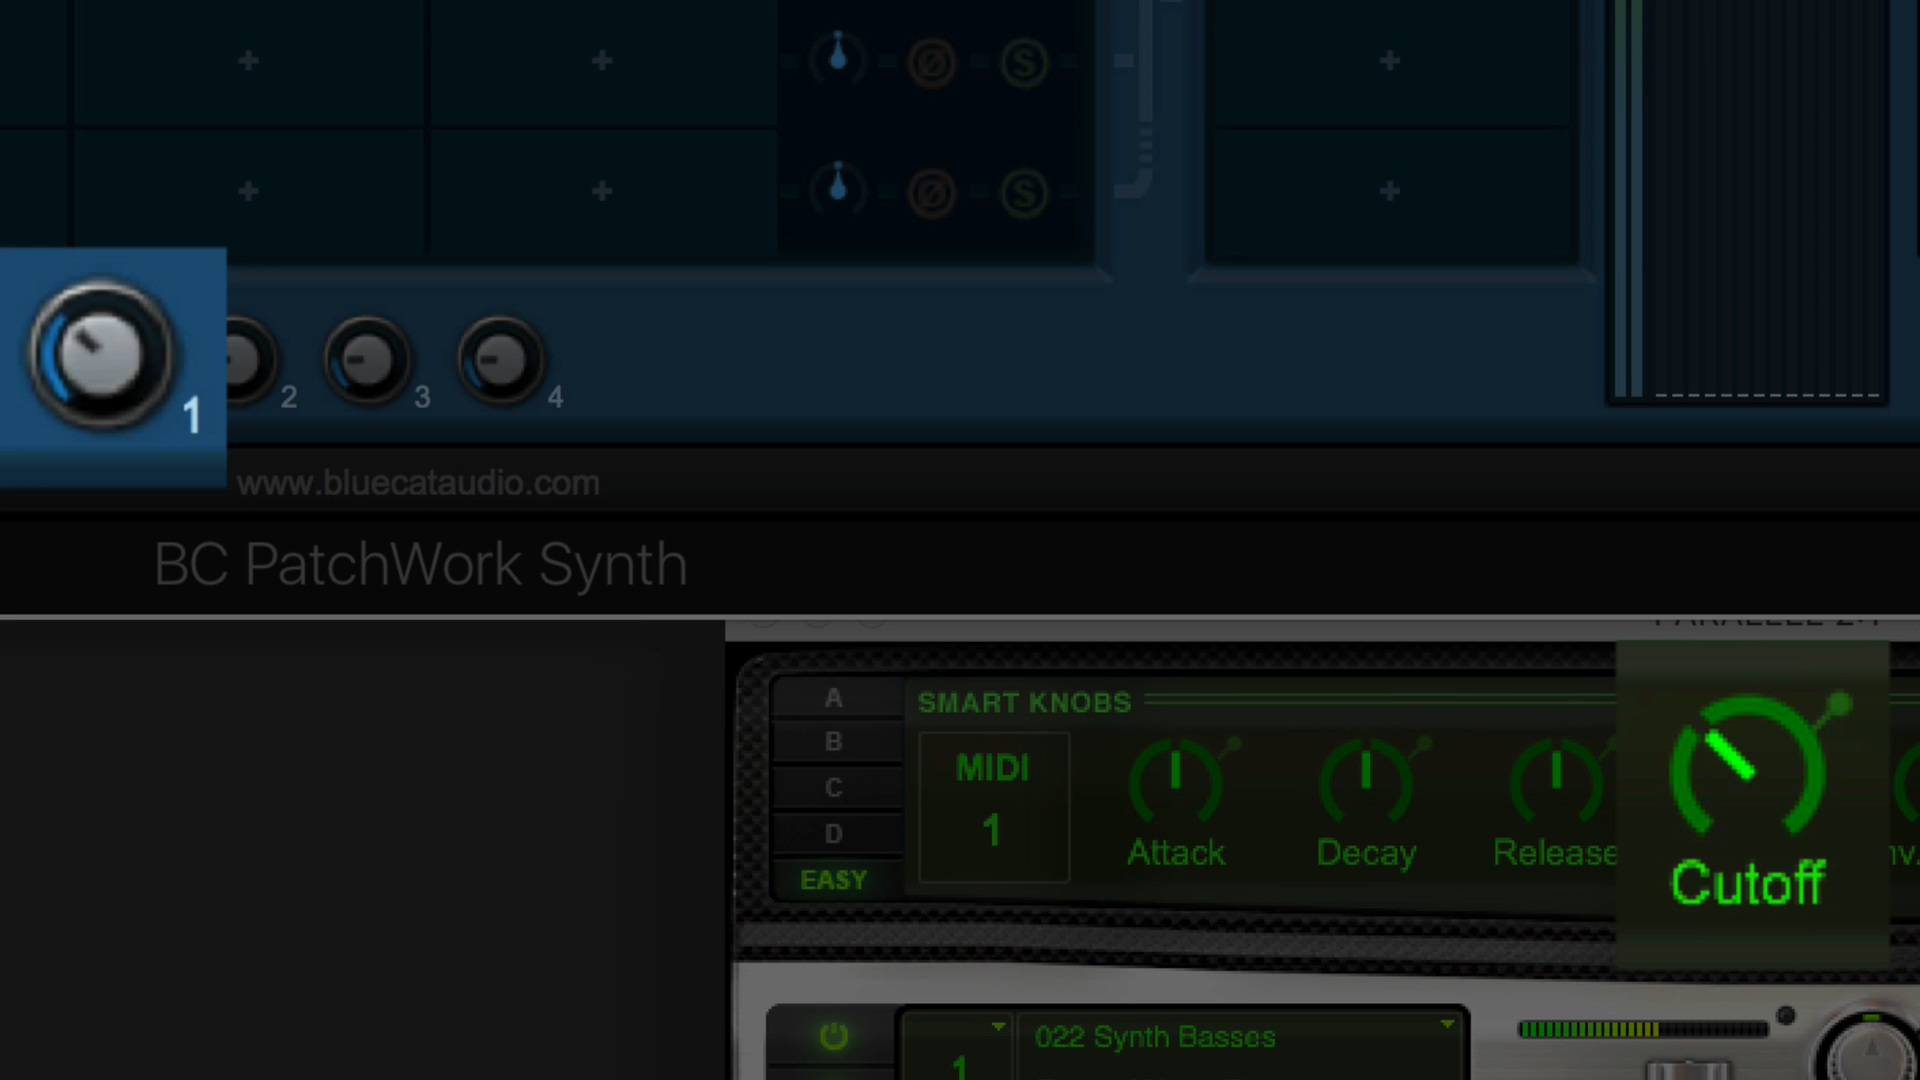 S
S
1
2
3
4
www.bluecataudio.com
BC PatchWork Synth
A
B
C
D
EASY
SMART KNOBS
MIDI
1
Attack
Decay
Release
Cutoff
1
022 Synth Basses